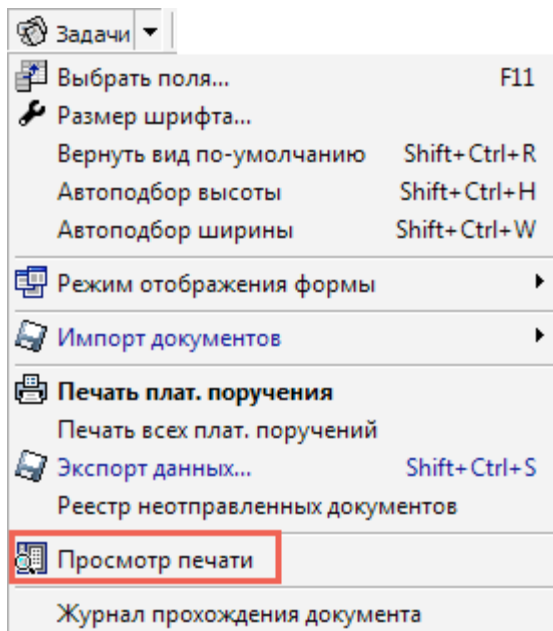 Задачи
Выбрать поля... F11
Размер шрифта...
Вернуть вид по-умолчанию Shift+Ctrl+R
Автоподбор высоты Shift+Ctrl+H
Автоподбор ширины Shift+Ctrl+W
Режим отображения формы
Импорт документов
Печать плат. поручения
Печать всех плат. поручений
Экспорт данных... Shift+Ctrl+S
Реестр неотправленных документов
Просмотр печати
Журнал прохождения документа